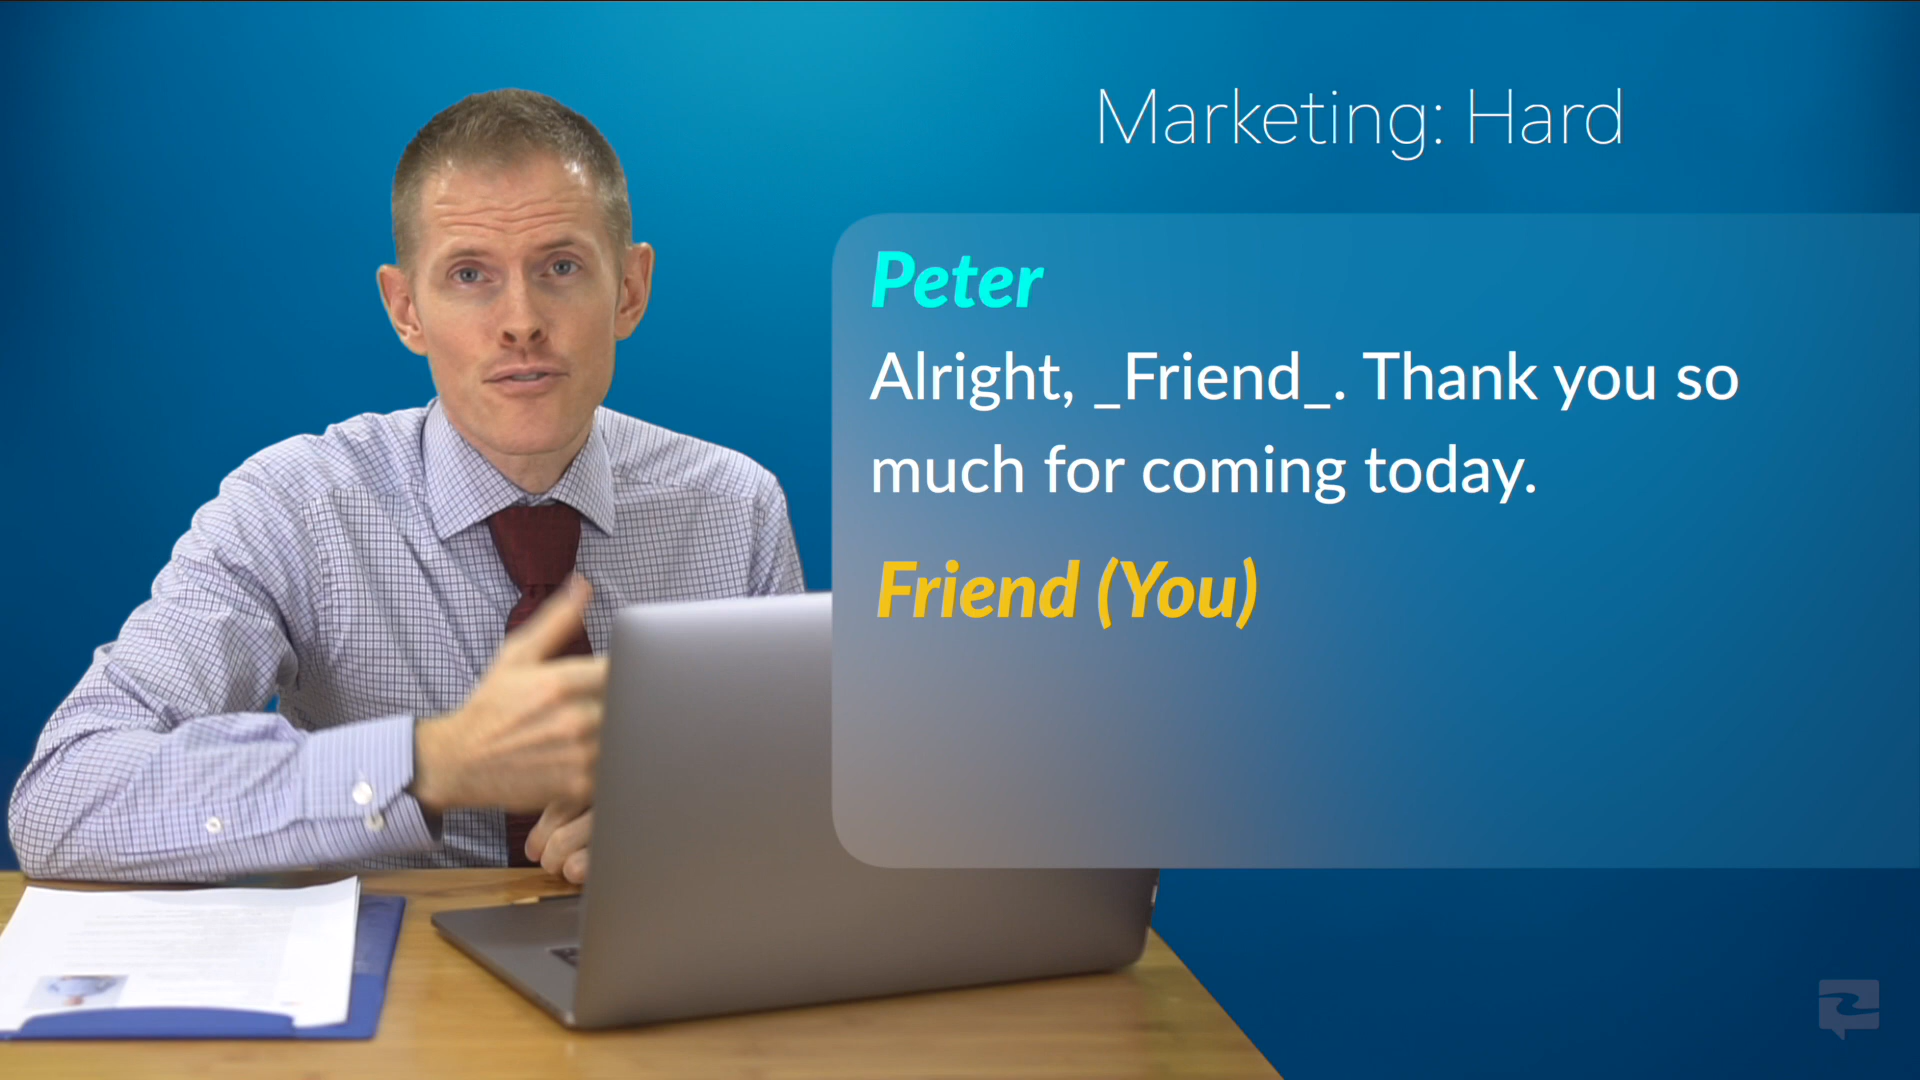 Marketing: Hard
Peter
Alright, _Friend_. Thank you so
much for coming today.
Friend (You)